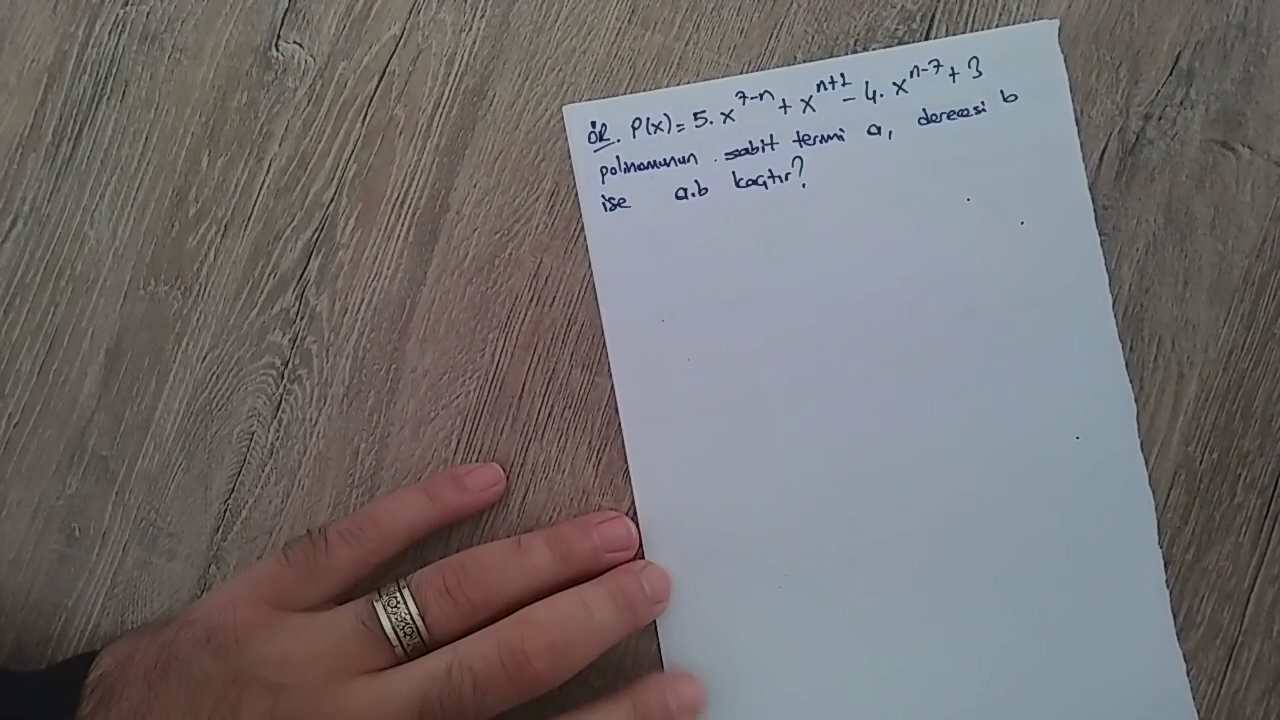 ÖR. P(x) = 5. x^7-n + x^n+1 - 4. x^n-7 + 3
polinomunun sabit terimi a, derecesi b
ise a.b kaçtır?